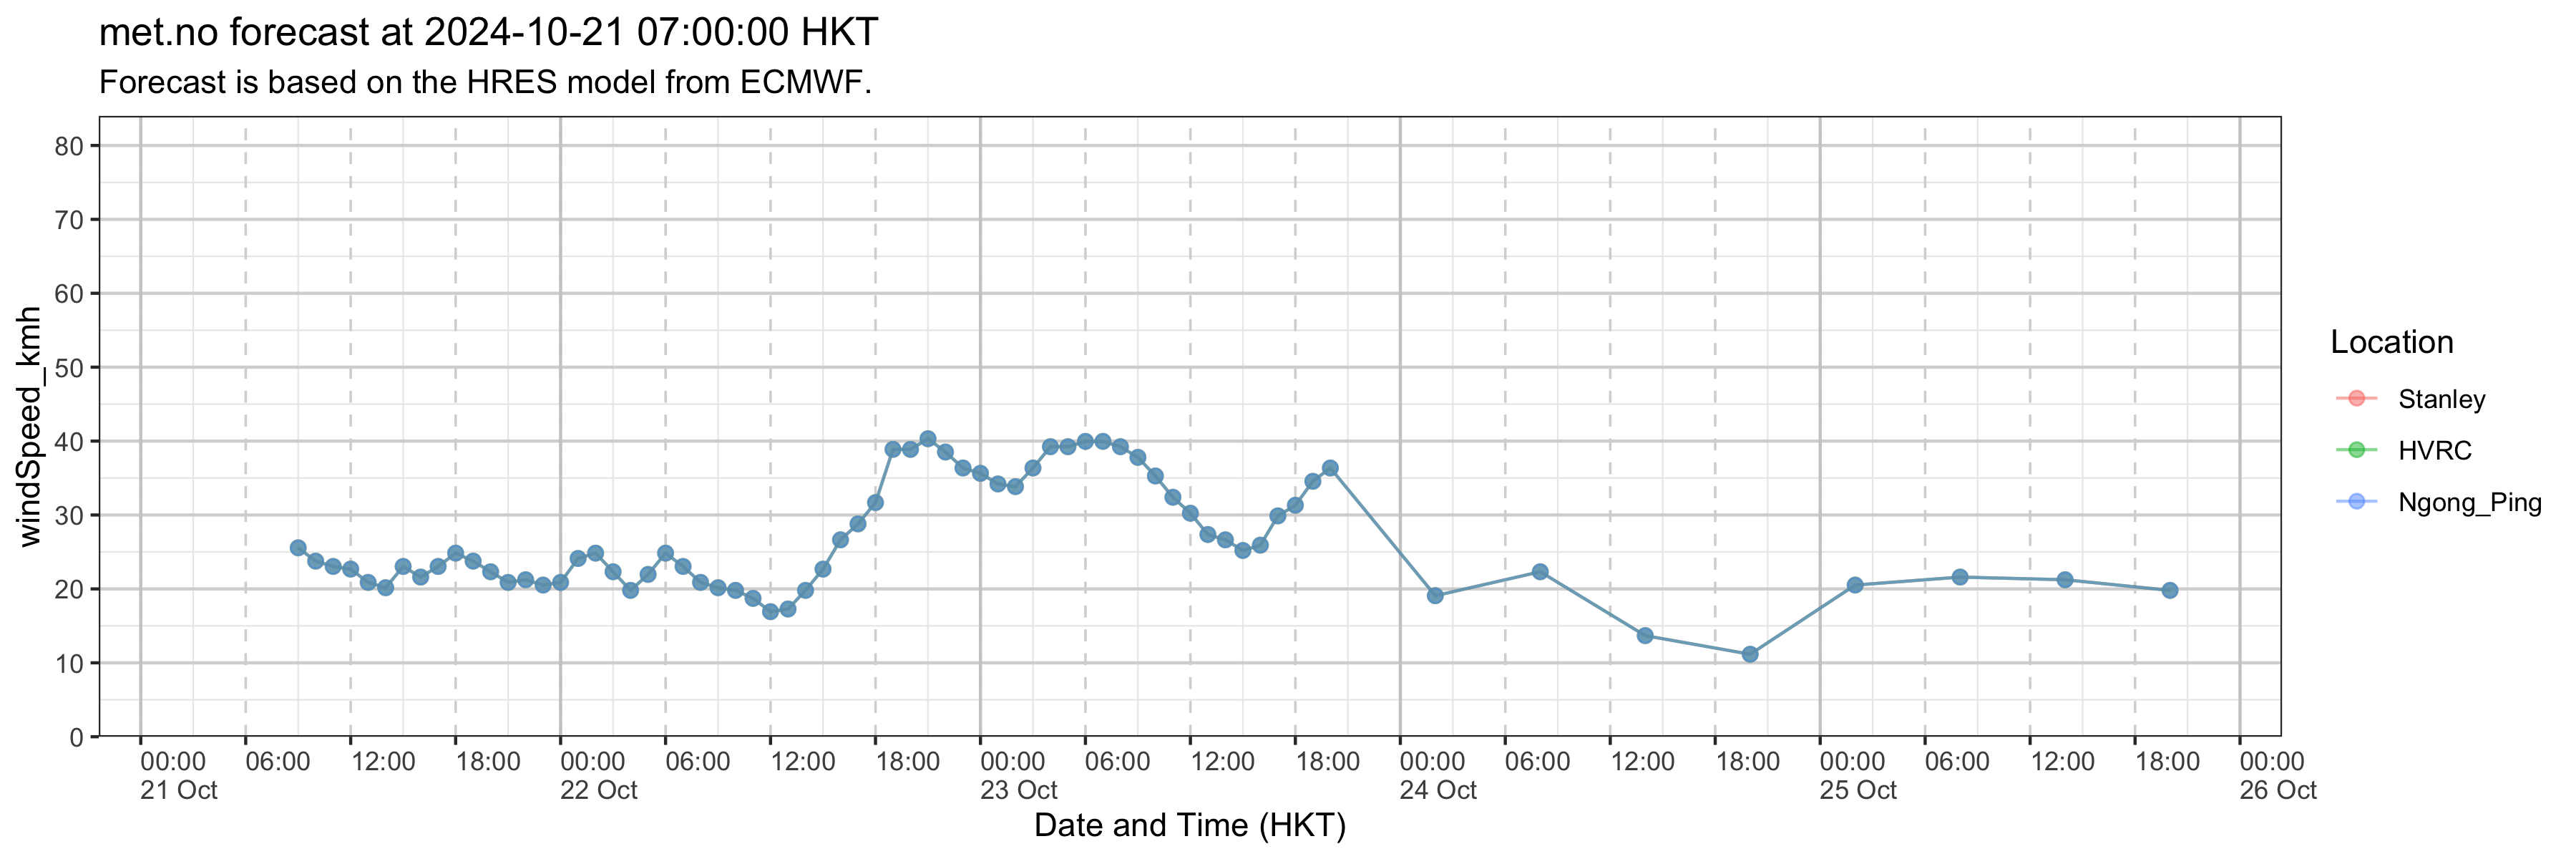 met.no forecast at 2024-10-21 07:00:00 HKT
Forecast is based on the HRES model from ECMWF.
windSpeed_kmh
80
70
60
50
40
30
20
10
0
00:00 06:00 12:00 18:00 00:00 06:00 12:00 18:00 00:00 06:00 12:00 18:00 00:00 06:00 12:00 18:00 00:00 06:00 12:00 18:00 00:00
21 Oct 22 Oct 23 Oct 24 Oct 25 Oct 26 Oct
Date and Time (HKT)
Location
Stanley
HVRC
Ngong_Ping